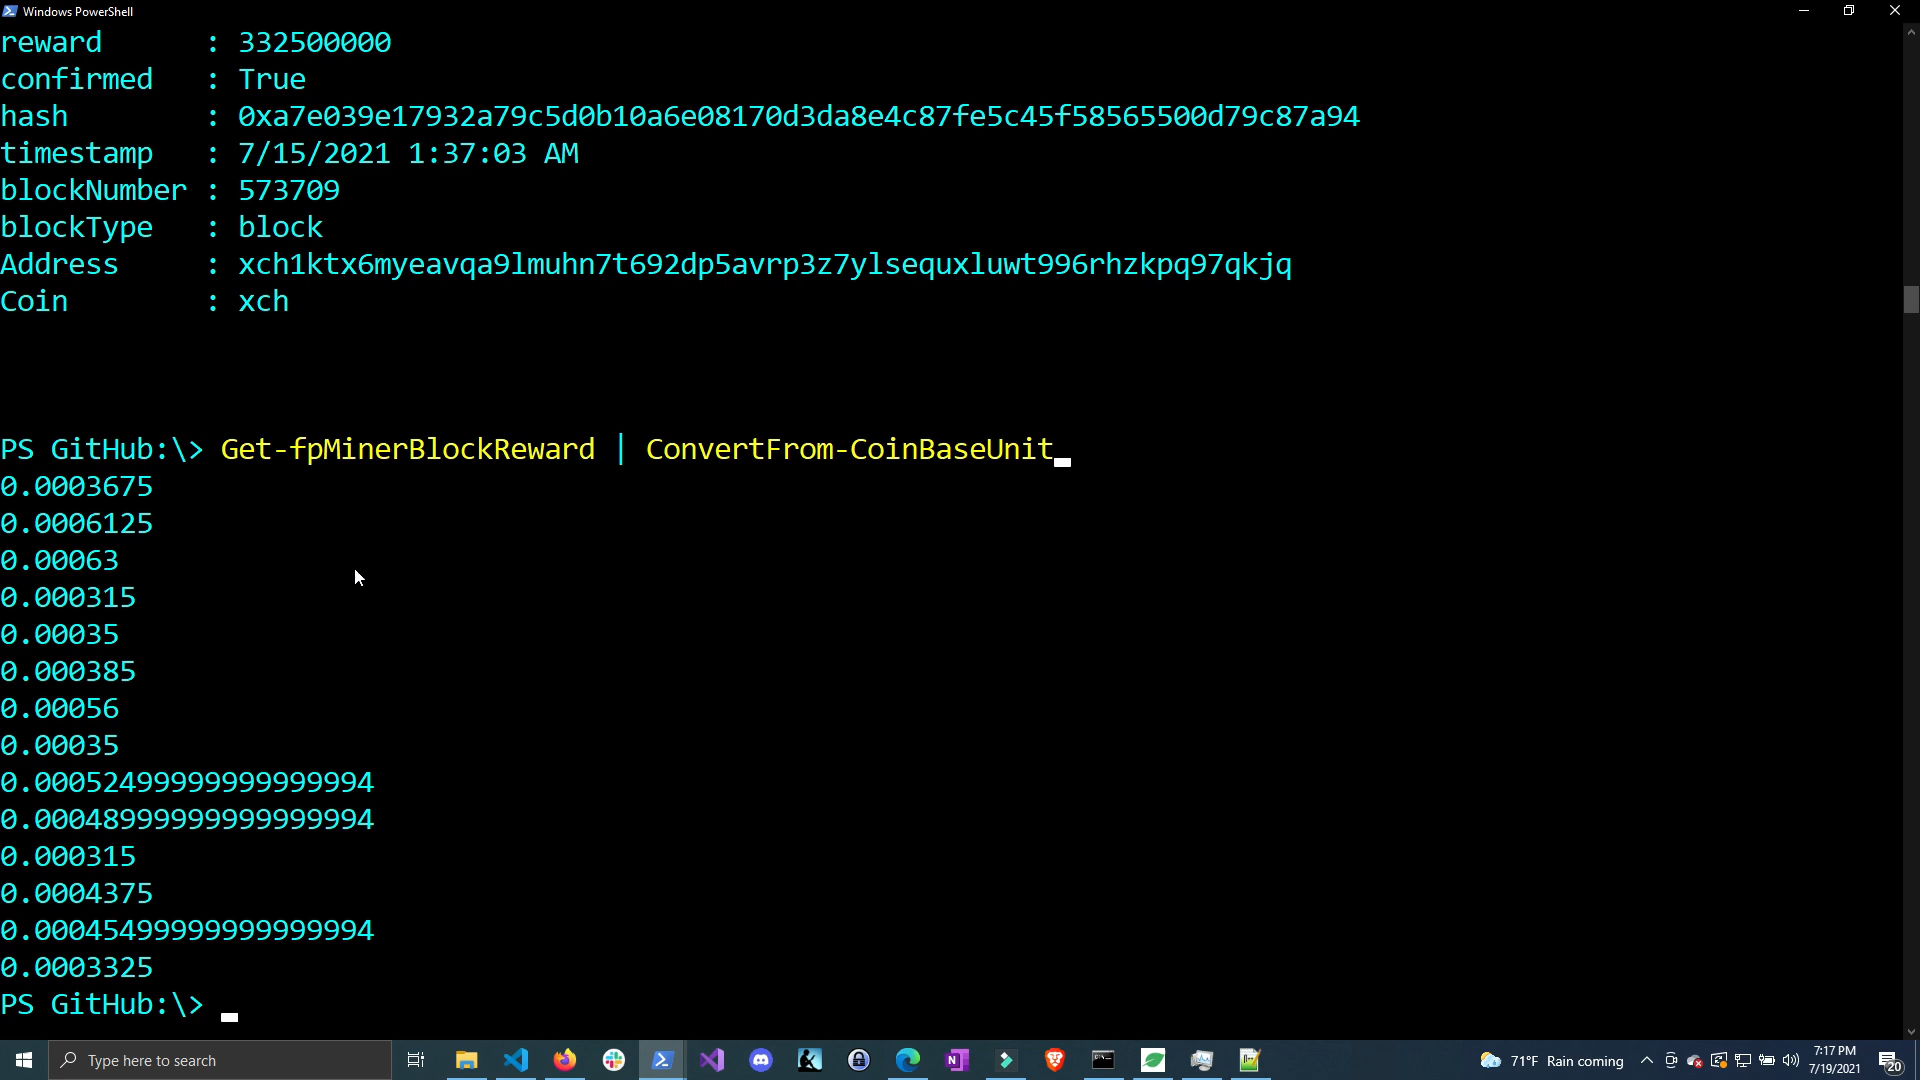 Windows PowerShell
reward : 332500000
confirmed : True
hash : 0xa7e039e17932a79c5d0b10a6e08170d3da8e4c87fe5c45f58565500d79c87a94
timestamp : 7/15/2021 1:37:03 AM
blockNumber : 573709
blockType : block
Address : xch1ktx6myeavqa9lmuhn7t692dp5avrp3z7ylsequxluwt996rhzkpq97qkjq
Coin : xch
PS GitHub:\> Get-fpMinerBlockReward | ConvertFrom-CoinBaseUnit
0.0003675
0.0006125
0.00063
0.000315
0.00035
0.000385
0.00056
0.00035
0.00052499999999999994
0.00048999999999999994
0.000315
0.0004375
0.00045499999999999994
0.0003325
PS GitHub:\>
Type here to search
71°F Rain coming
7:17 PM
7/19/2021
20